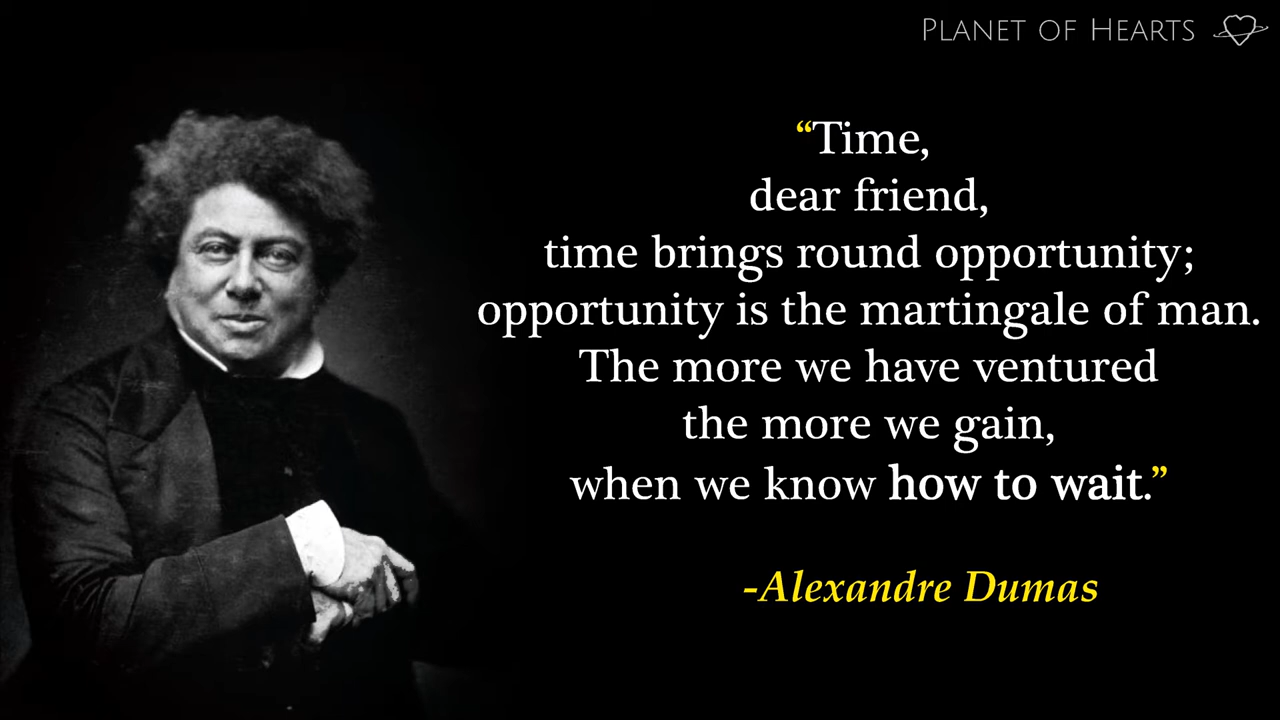 PLANET OF HEARTS
“Time,
dear friend,
time brings round opportunity;
opportunity is the martingale of man.
The more we have ventured
the more we gain,
when we know how to wait.”
-Alexandre Dumas